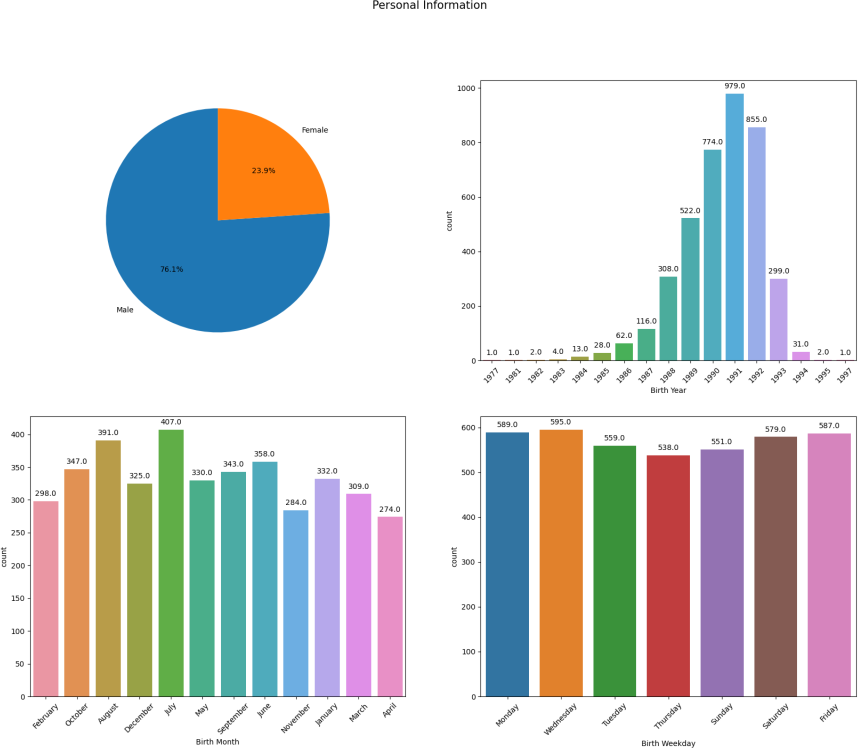 Personal Information
Female
23.9%
76.1%
Male
count
1000
800
600
400
200
0
1.0
1.0
2.0
4.0
13.0
28.0
62.0
116.0
308.0
522.0
774.0
979.0
855.0
299.0
31.0
2.0
1.0
1977
1981
1982
1983
1984
1985
1986
1987
1988
1989
1990
1991
1992
1993
1994
1995
1997
Birth Year
count
400
350
300
250
200
150
100
50
0
298.0
347.0
391.0
325.0
407.0
330.0
343.0
358.0
284.0
332.0
309.0
274.0
February
October
August
December
July
May
September
June
November
January
March
April
Birth Month
count
600
500
400
300
200
100
0
589.0
595.0
559.0
538.0
551.0
579.0
587.0
Monday
Wednesday
Tuesday
Thursday
Sunday
Saturday
Friday
Birth Weekday